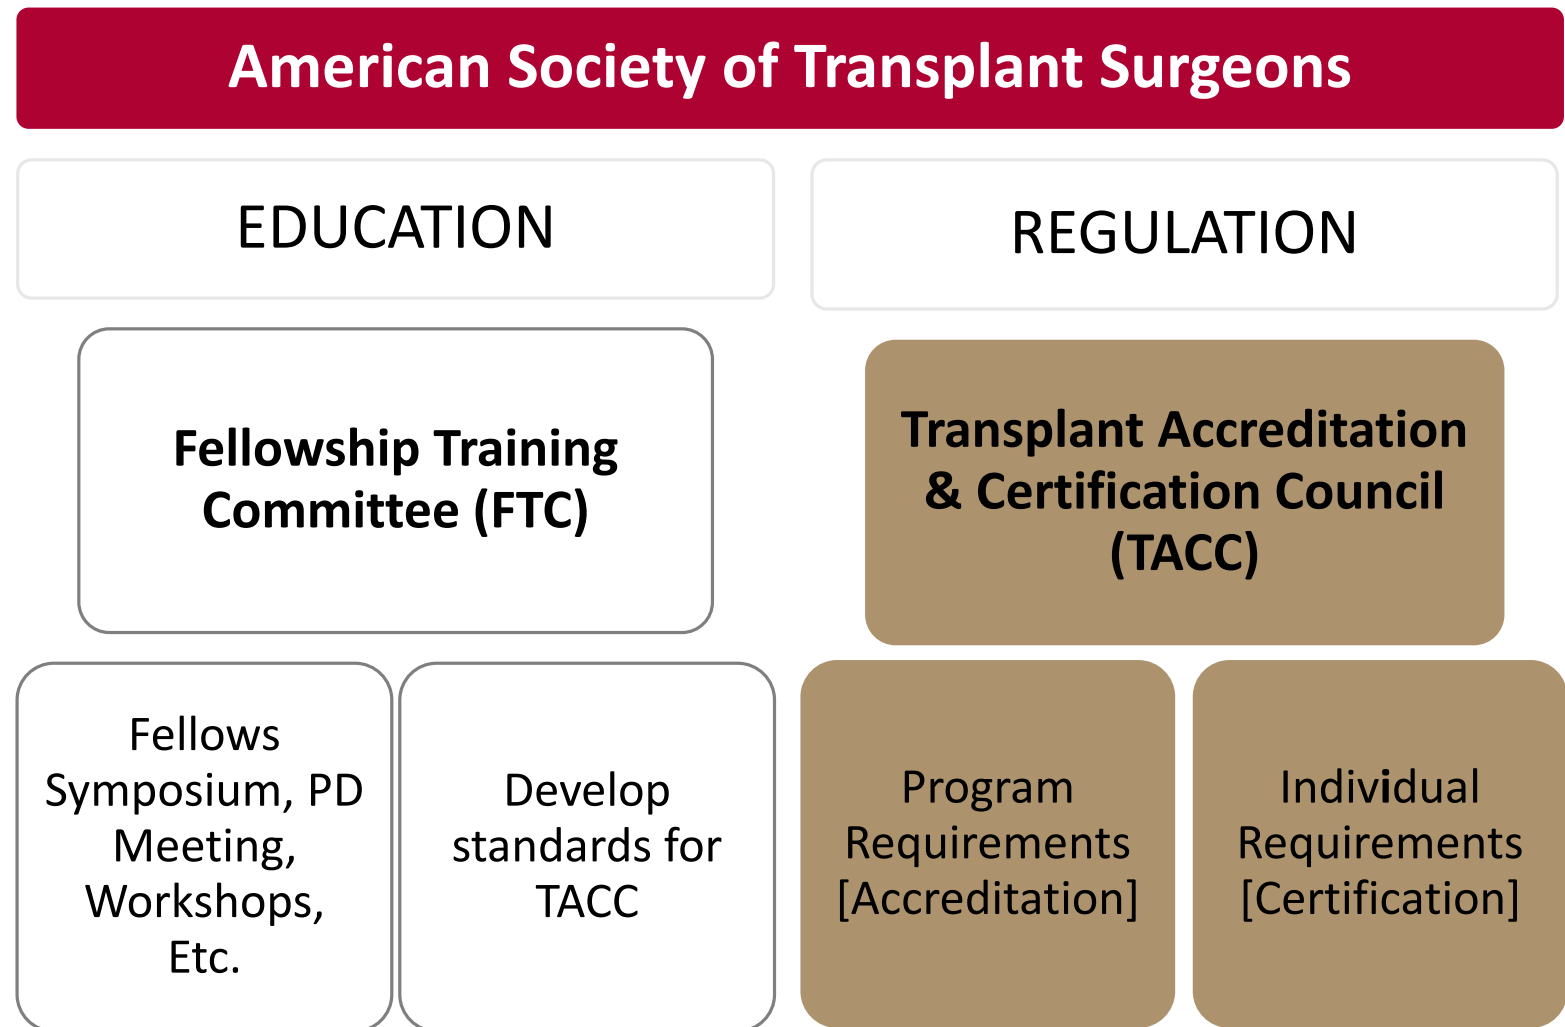 American Society of Transplant Surgeons
EDUCATION
REGULATION
Fellowship Training
Committee (FTC)
Transplant Accreditation
& Certification Council
(TACC)
Fellows
Symposium, PD
Meeting,
Workshops,
Etc.
Develop
standards for
TACC
Program
Requirements
[Accreditation]
Individual
Requirements
[Certification]